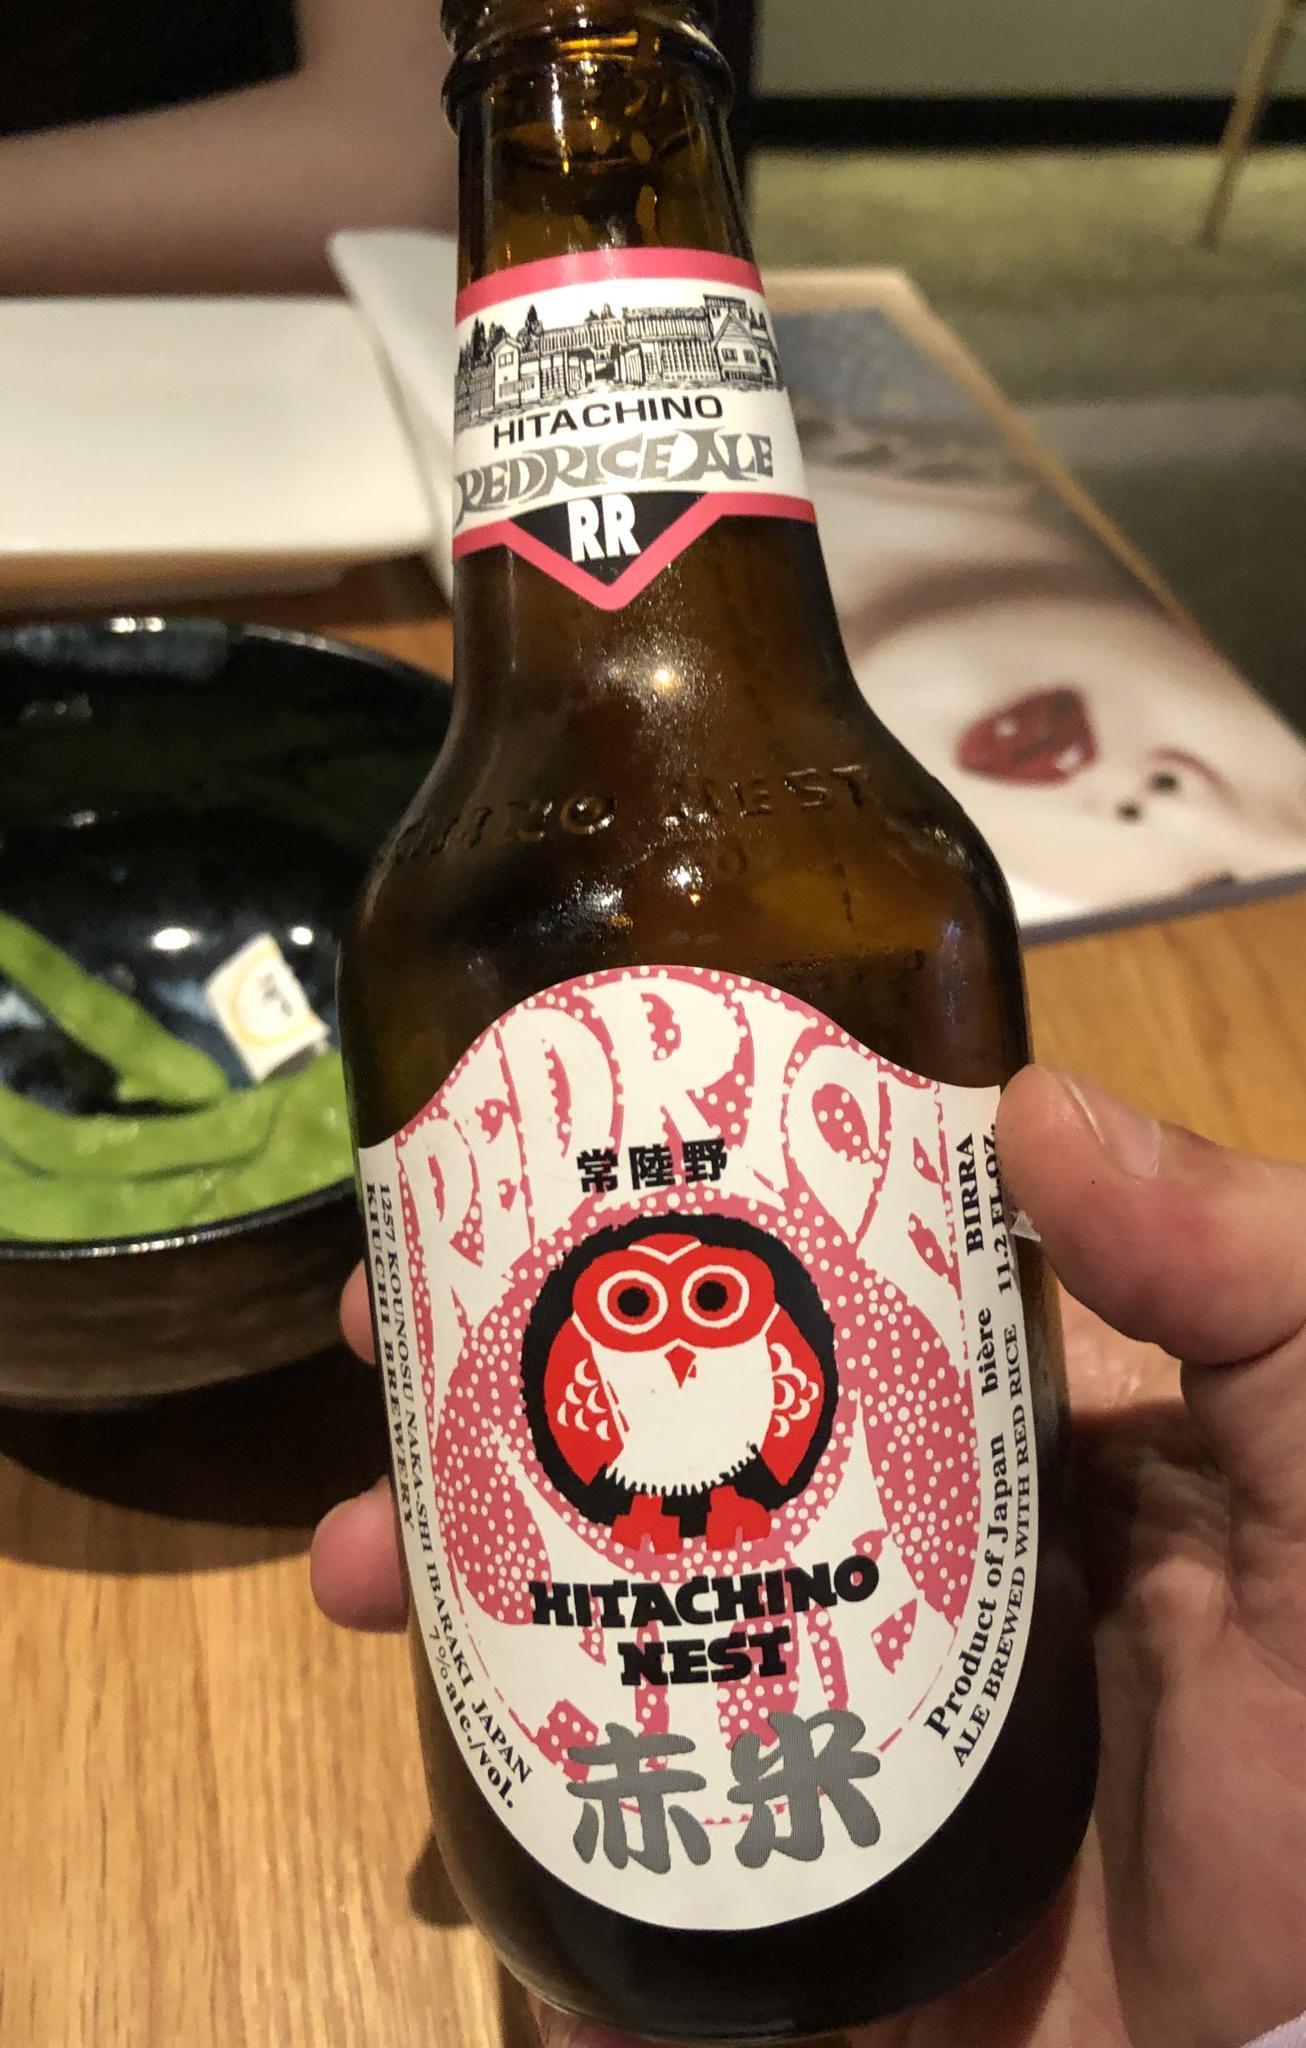 HITACHINO
RED RICE ALE
RR
NEST
RED RICE
常陸野
HITACHINO
NEST
赤米
1257 KOUNOSU NAKA-SHI IBARAKI JAPAN
KIUCHI BREWERY
7% alc./vol.
Product of Japan bière BIRRA
ALE BREWED WITH RED RICE 11.2 FL.OZ.